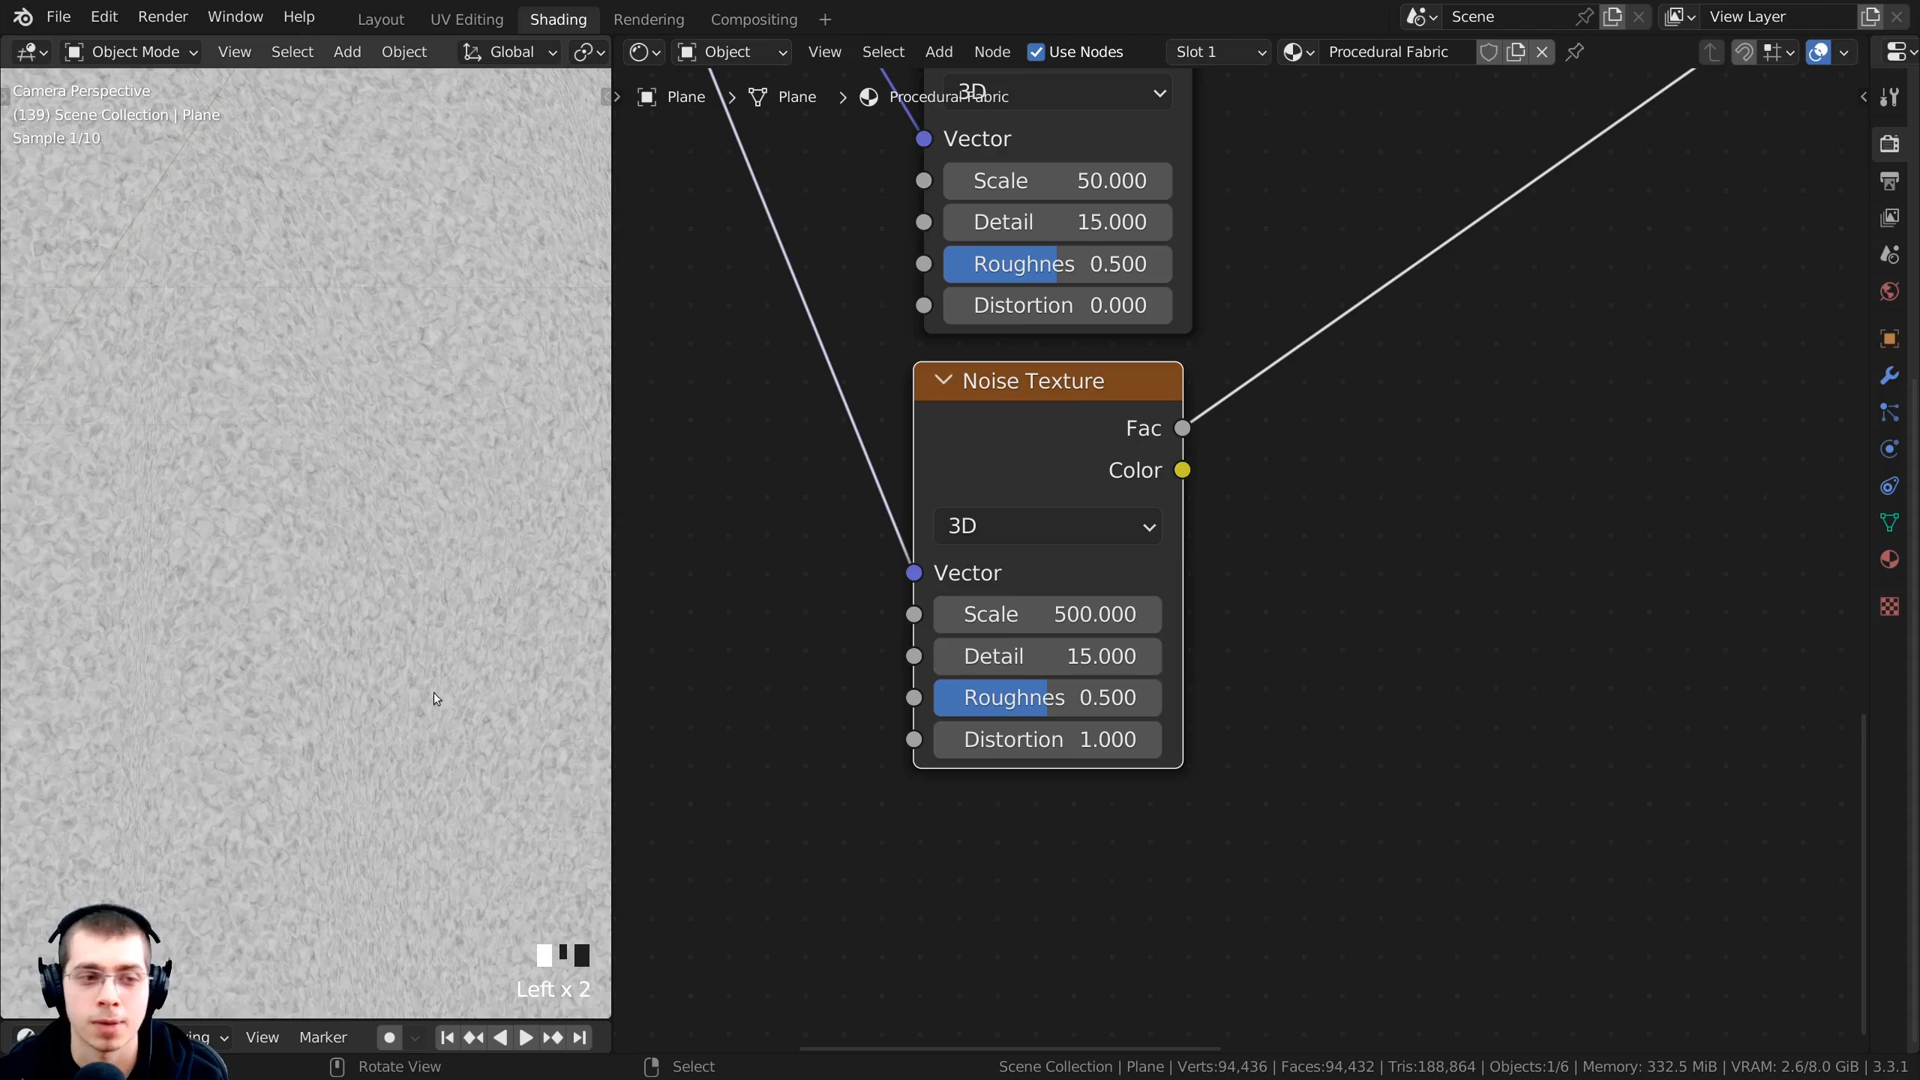 File Edit Render Window Help Layout UV Editing Shading Rendering Compositing + Scene View Layer
Object Mode View Select Add Object Global Object View Select Add Node Use Nodes Slot 1 Procedural Fabric
Camera Perspective
(139) Scene Collection | Plane
Sample 1/10
Plane Plane Procedural Fabric
3D
Vector
Scale 50.000
Detail 15.000
Roughnes 0.500
Distortion 0.000
Noise Texture
Fac
Color
3D
Vector
Scale 500.000
Detail 15.000
Roughnes 0.500
Distortion 1.000
Left x 2
View Marker
Rotate View Select Scene Collection | Plane | Verts:94,436 | Faces:94,432 | Tris:188,864 | Objects:1/6 | Memory: 332.5 MiB | VRAM: 2.6/8.0 GiB | 3.3.1